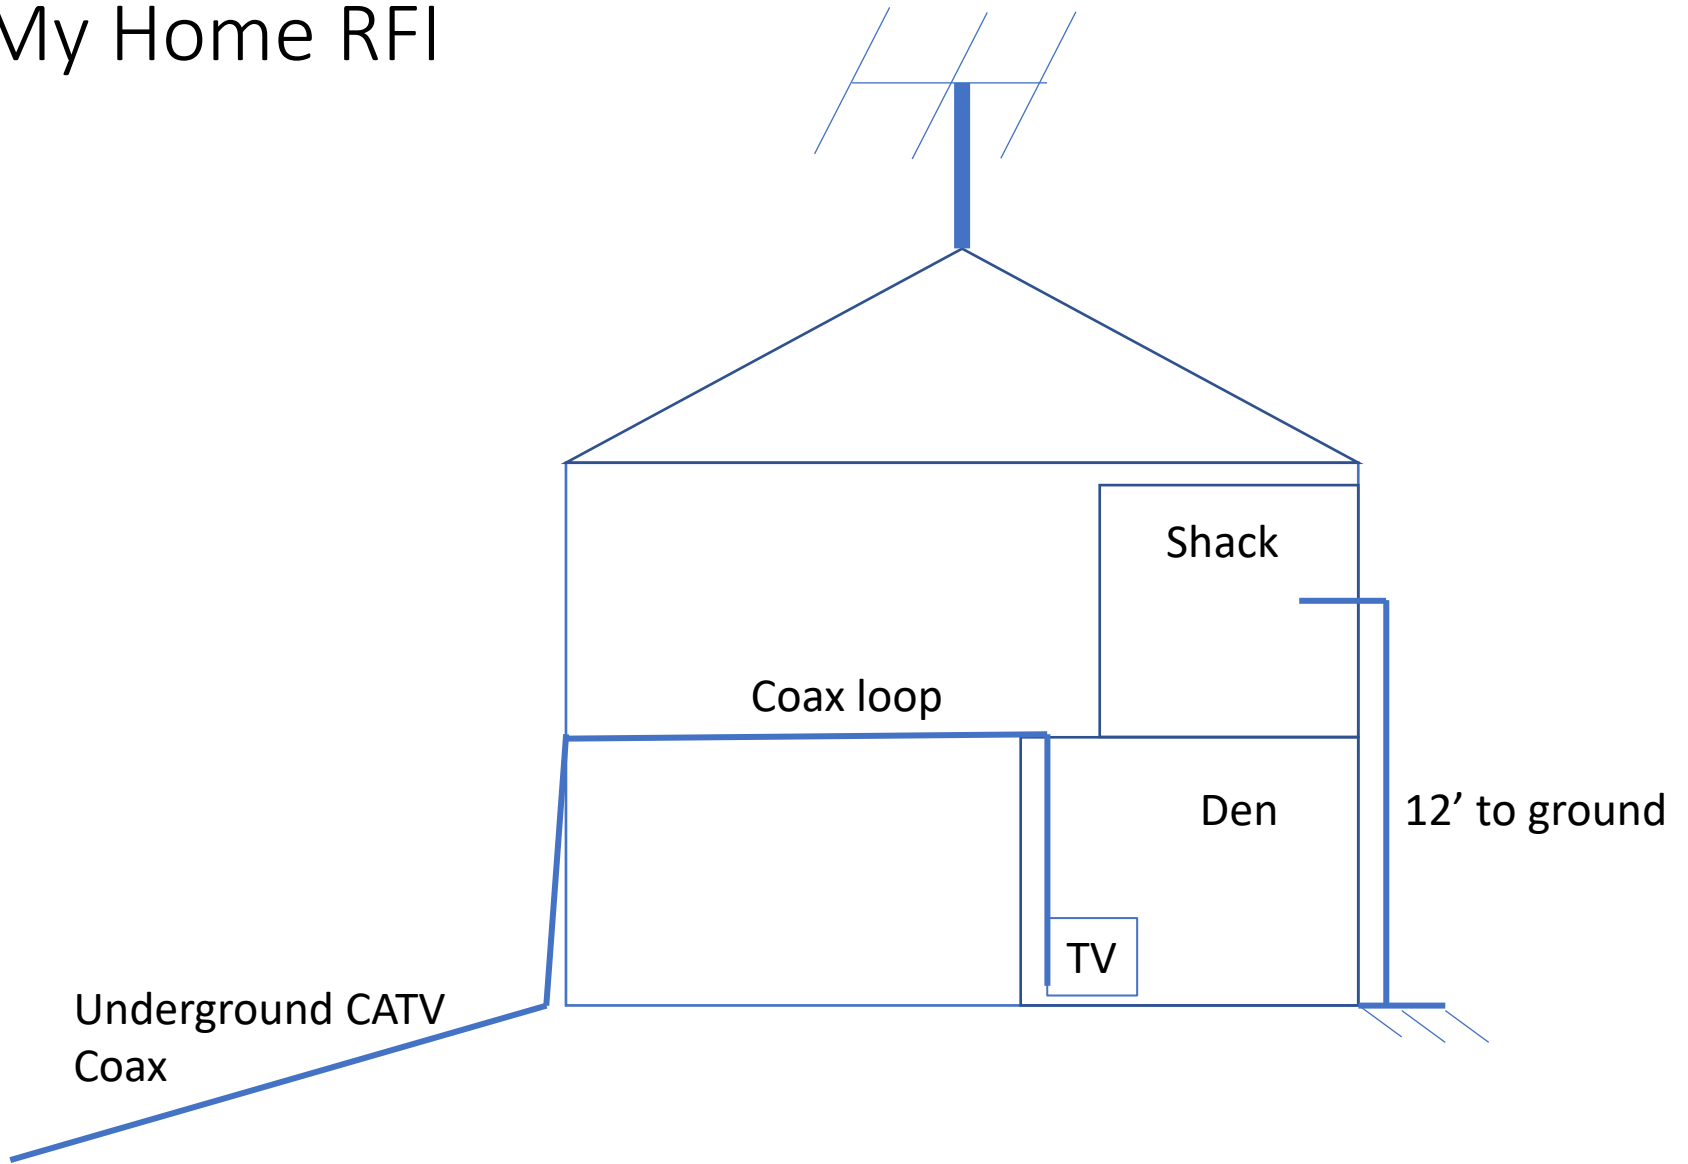 My Home RFI
Shack
Coax loop
Den
12’ to ground
TV
Underground CATV
Coax